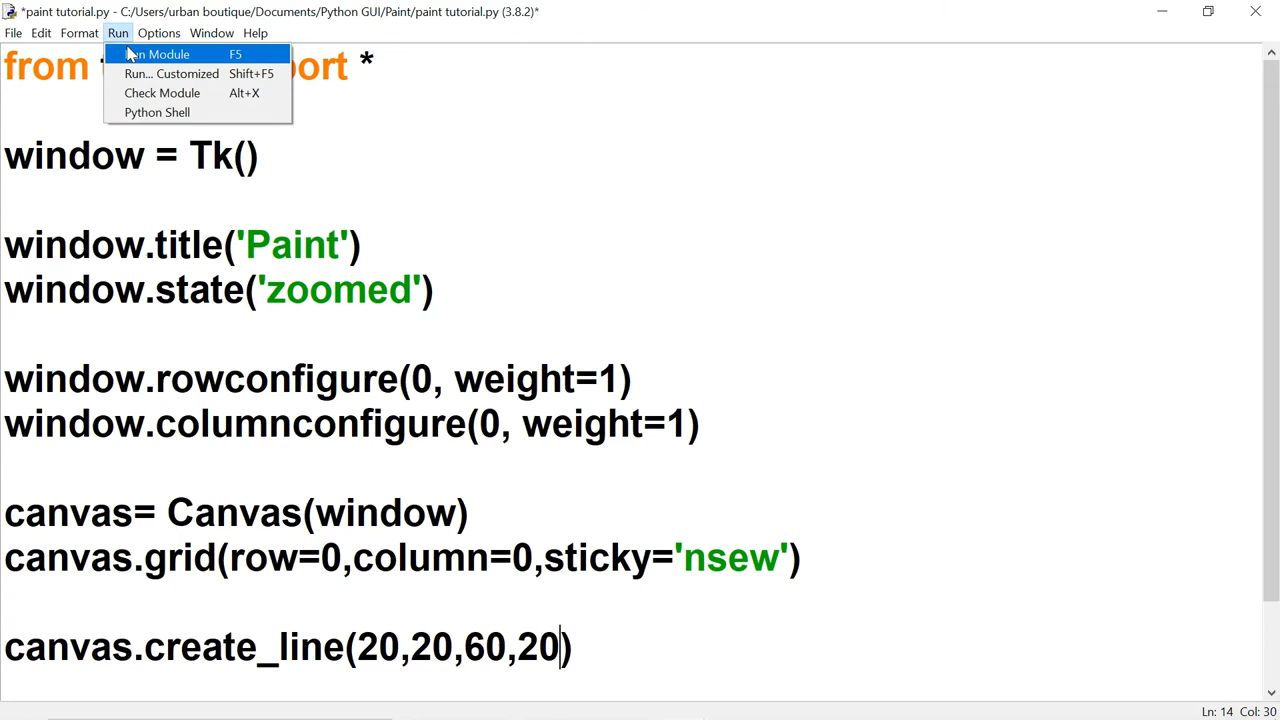 *paint tutorial.py - C:/Users/urban boutique/Documents/Python GUI/Paint/paint tutorial.py (3.8.2)*
File Edit Format Run Options Window Help
Module F5
Run... Customized Shift+F5
Check Module Alt+X
Python Shell
from *
window = Tk()
window.title('Paint')
window.state('zoomed')
window.rowconfigure(0, weight=1)
window.columnconfigure(0, weight=1)
canvas= Canvas(window)
canvas.grid(row=0,column=0,sticky='nsew')
canvas.create_line(20,20,60,20)
Ln: 14 Col: 30